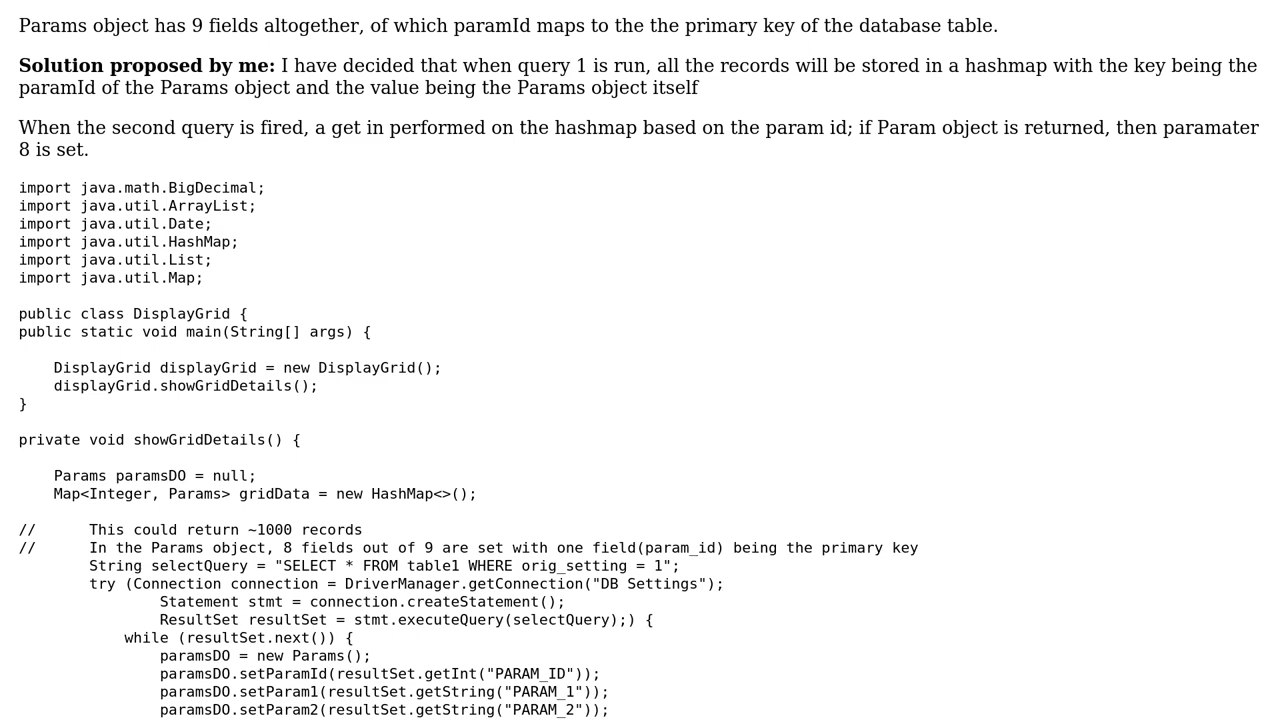 Params object has 9 fields altogether, of which paramId maps to the the primary key of the database table.
Solution proposed by me: I have decided that when query 1 is run, all the records will be stored in a hashmap with the key being the
paramId of the Params object and the value being the Params object itself
When the second query is fired, a get in performed on the hashmap based on the param id; if Param object is returned, then paramater
8 is set.
import java.math.BigDecimal;
import java.util.ArrayList;
import java.util.Date;
import java.util.HashMap;
import java.util.List;
import java.util.Map;
public class DisplayGrid {
public static void main(String[] args) {
    DisplayGrid displayGrid = new DisplayGrid();
    displayGrid.showGridDetails();
}
private void showGridDetails() {
    Params paramsDO = null;
    Map<Integer, Params> gridData = new HashMap<>();
//      This could return ~1000 records
//      In the Params object, 8 fields out of 9 are set with one field(param_id) being the primary key
        String selectQuery = "SELECT * FROM table1 WHERE orig_setting = 1";
        try (Connection connection = DriverManager.getConnection("DB Settings");
                Statement stmt = connection.createStatement();
                ResultSet resultSet = stmt.executeQuery(selectQuery);) {
            while (resultSet.next()) {
                paramsDO = new Params();
                paramsDO.setParamId(resultSet.getInt("PARAM_ID"));
                paramsDO.setParam1(resultSet.getString("PARAM_1"));
                paramsDO.setParam2(resultSet.getString("PARAM_2"));